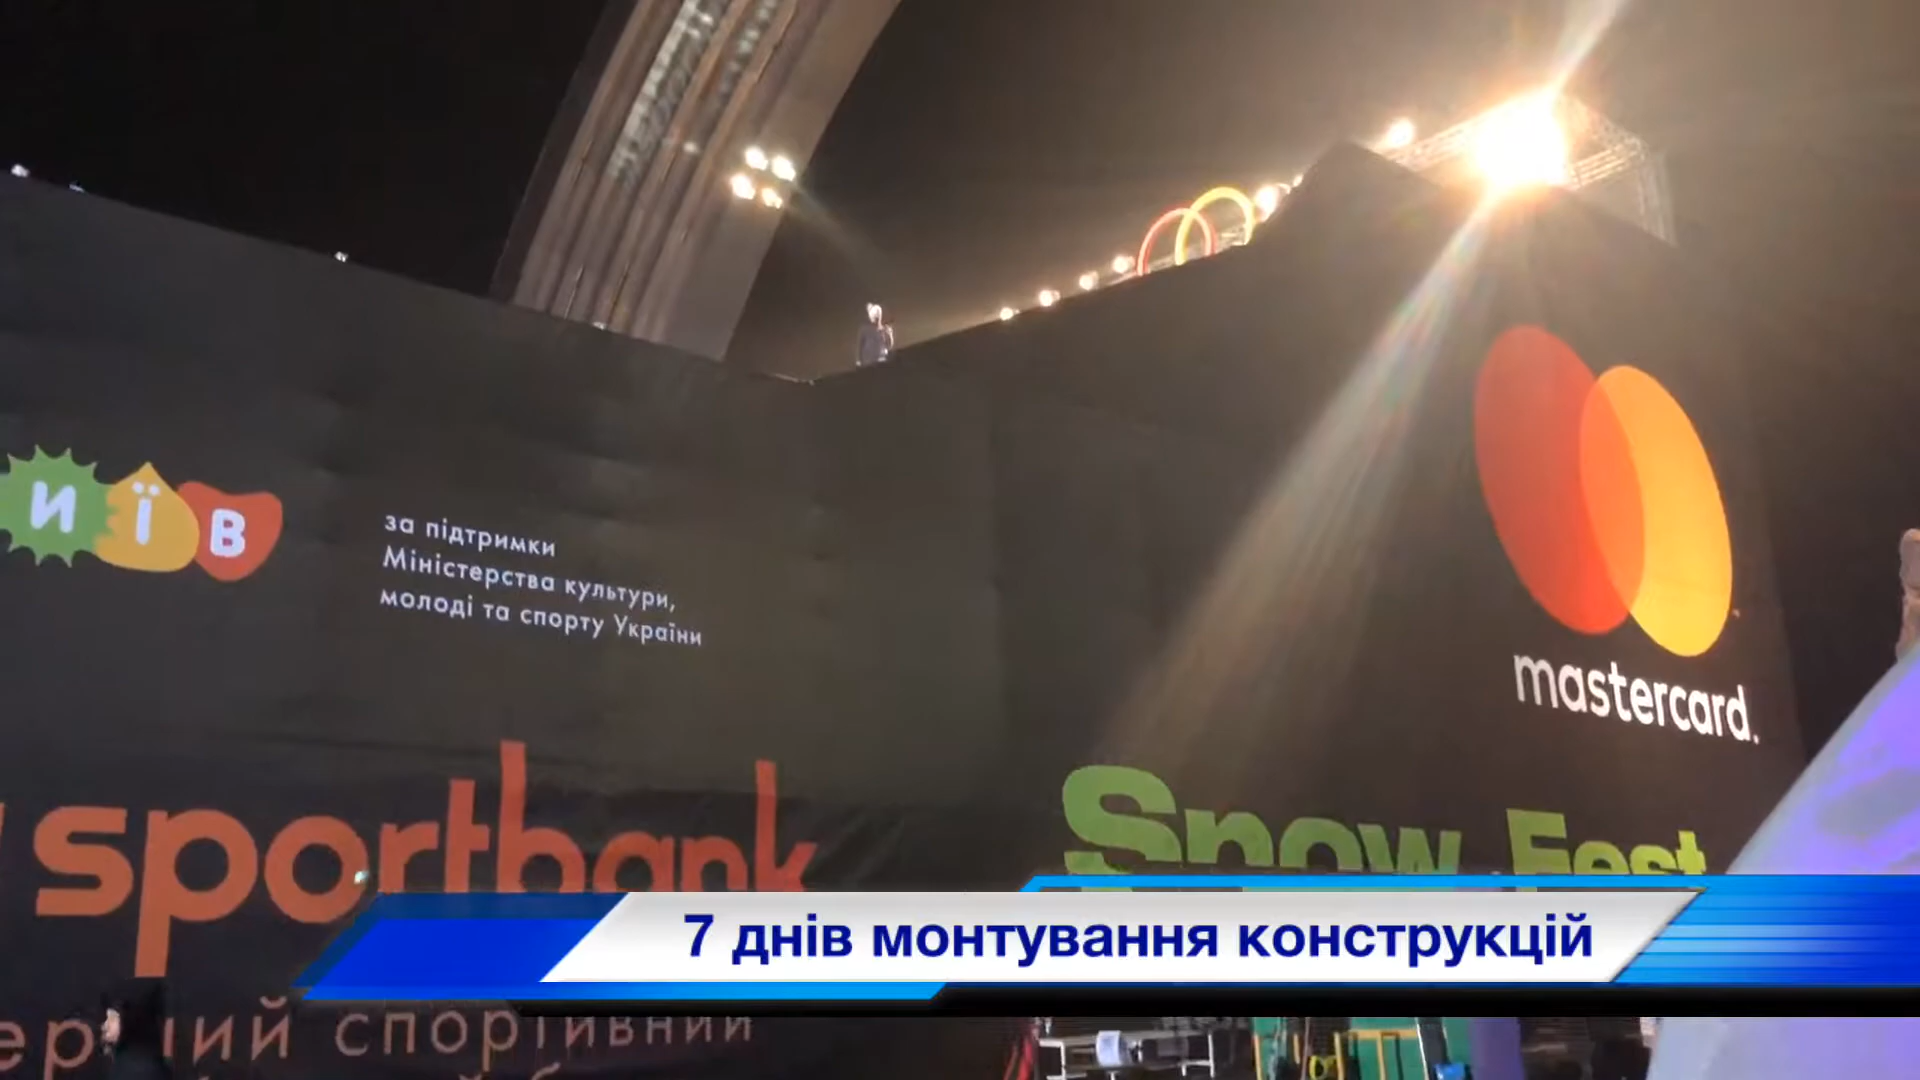 иїв
за підтримки
Міністерства культури,
молоді та спорту України
mastercard.
sportbank
Snow Fest
7 днів монтування конструкцій
спортивний